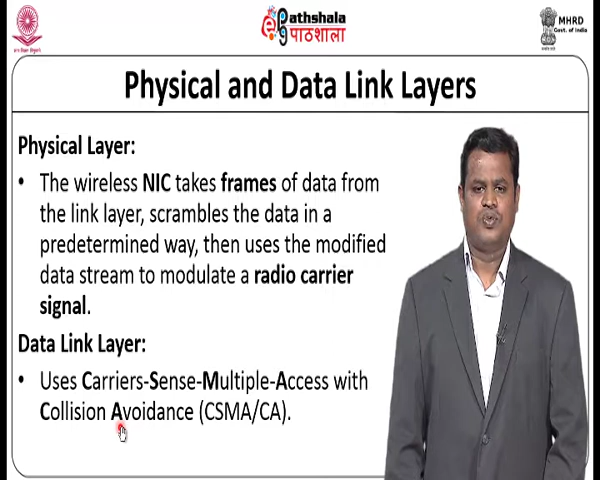 ePathshala
पाठशाला
MHRD
Govt. of India
Physical and Data Link Layers
Physical Layer:
• The wireless NIC takes frames of data from
the link layer, scrambles the data in a
predetermined way, then uses the modified
data stream to modulate a radio carrier
signal.
Data Link Layer:
• Uses Carriers-Sense-Multiple-Access with
Collision Avoidance (CSMA/CA).